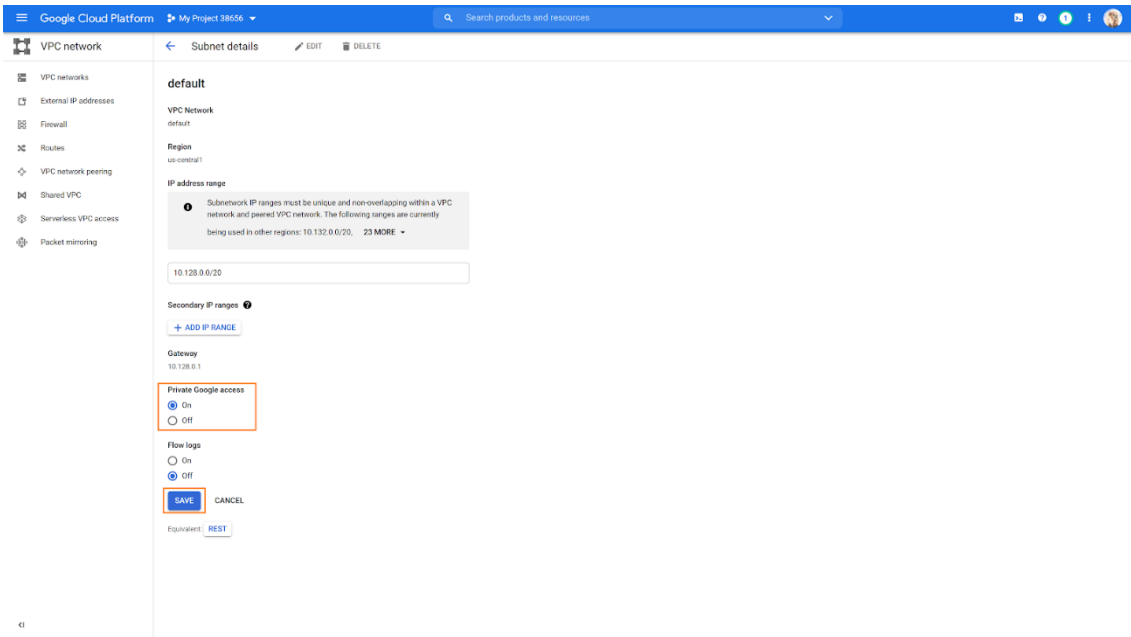 Google Cloud Platform
My Project 38656
Search products and resources
1
VPC network
Subnet details
EDIT
DELETE
VPC networks
External IP addresses
Firewall
Routes
VPC network peering
Shared VPC
Serverless VPC access
Packet mirroring
default
VPC Network
default
Region
us-central1
IP address range
Subnetwork IP ranges must be unique and non-overlapping within a VPC
network and peered VPC network. The following ranges are currently
being used in other regions: 10.132.0.0/20, 23 MORE
10.128.0.0/20
Secondary IP ranges
+ ADD IP RANGE
Gateway
10.128.0.1
Private Google access
On
Off
Flow logs
On
Off
SAVE
CANCEL
Equivalent: REST